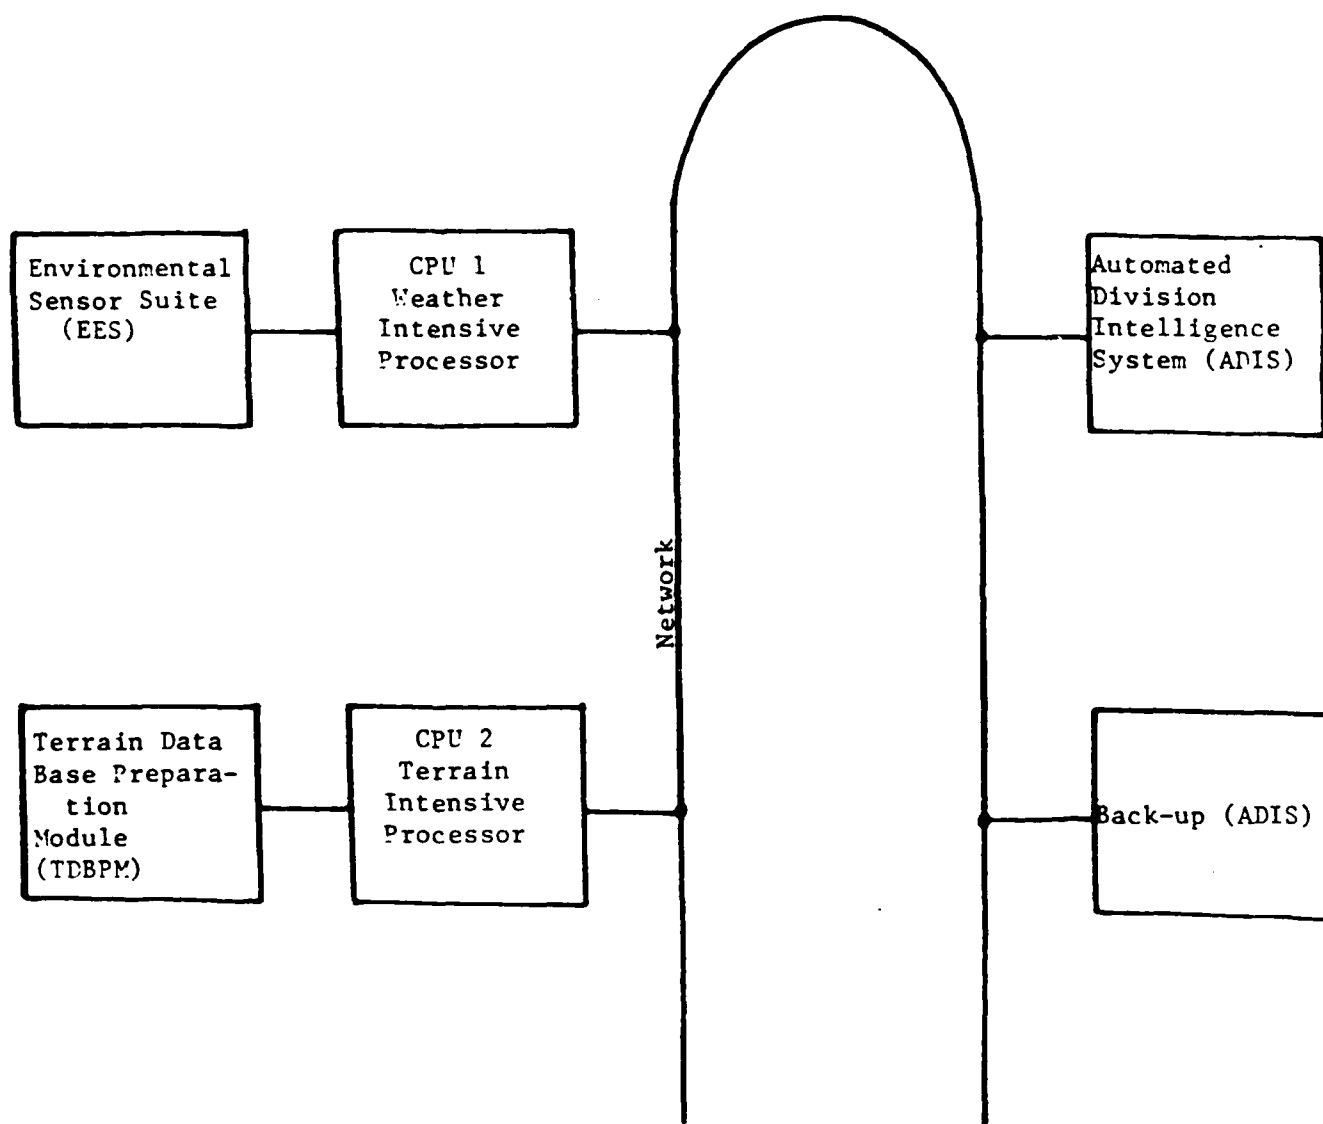 Environmental
Sensor Suite
(EES)
CPU 1
Weather
Intensive
Processor
Automated
Division
Intelligence
System (ADIS)
Network
Terrain Data
Base Prepara-
tion
Module
(TDBPM)
CPU 2
Terrain
Intensive
Processor
Back-up (ADIS)